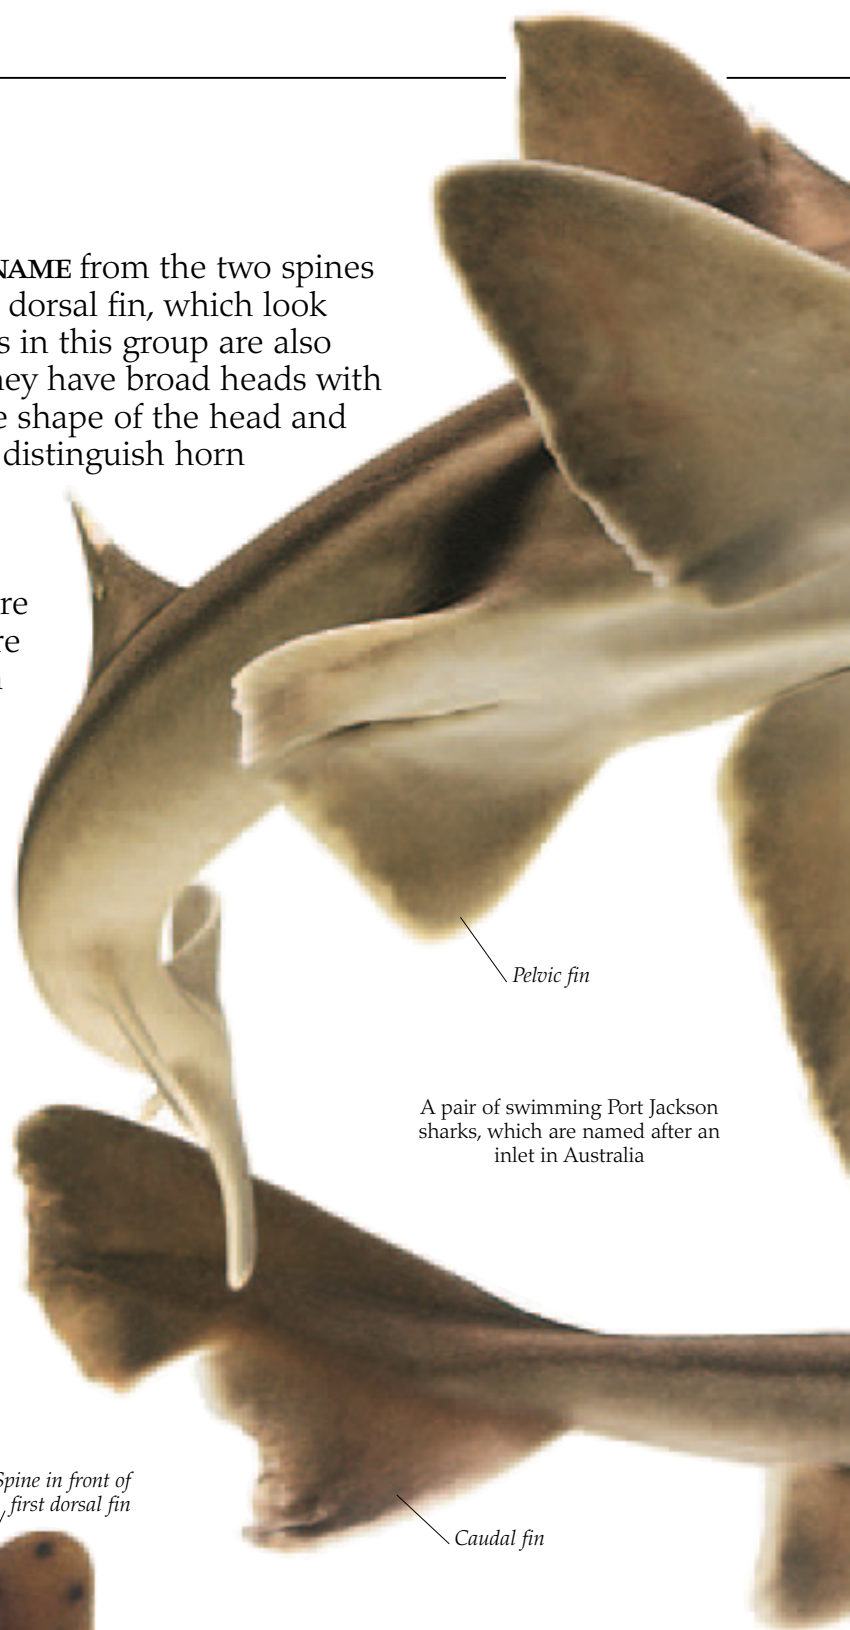 NAME from the two spines
dorsal fin, which look
s in this group are also
hey have broad heads with
e shape of the head and
distinguish horn
re
re
Pelvic fin
A pair of swimming Port Jackson
sharks, which are named after an
inlet in Australia
Spine in front of
first dorsal fin
Caudal fin